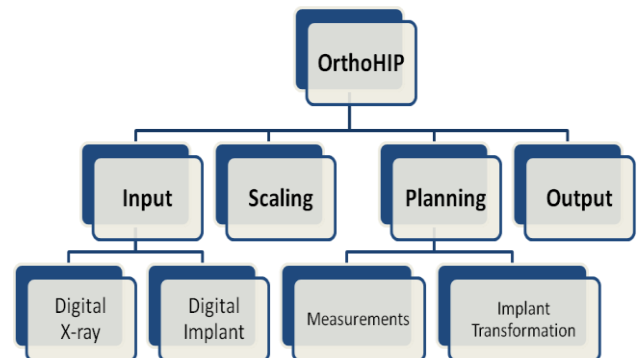 OrthoHIP
Input
Scaling
Planning
Output
Digital
X-ray
Digital
Implant
Measurements
Implant
Transformation